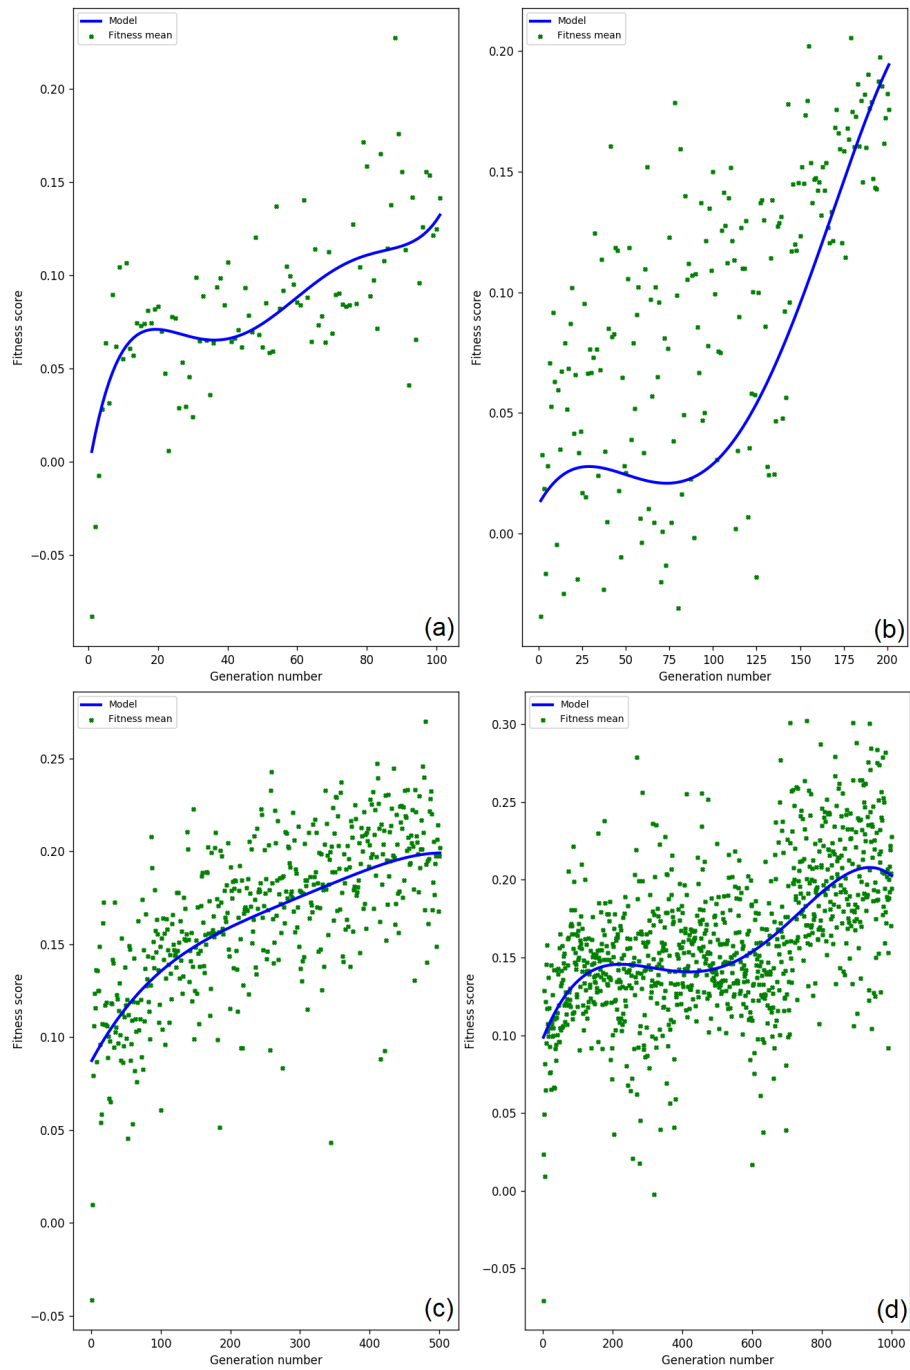 Model
Fitness mean
0.20
0.15
0.10
0.05
0.00
−0.05
Fitness score
0 20 40 60 80 100
Generation number
(a)
Model
Fitness mean
0.20
0.15
0.10
0.05
0.00
Fitness score
0 25 50 75 100 125 150 175 200
Generation number
(b)
Model
Fitness mean
0.25
0.20
0.15
0.10
0.05
0.00
−0.05
Fitness score
0 100 200 300 400 500
Generation number
(c)
Model
Fitness mean
0.30
0.25
0.20
0.15
0.10
0.05
0.00
−0.05
Fitness score
0 200 400 600 800 1000
Generation number
(d)